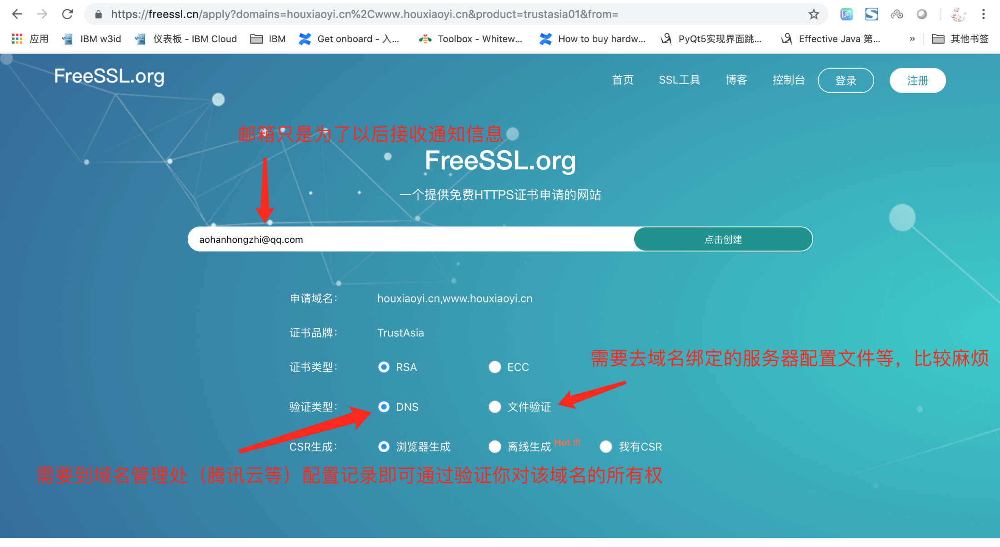 https://freessl.cn/apply?domains=houxiaoyi.cn%2Cwww.houxiaoyi.cn&product=trustasia01&from=
应用 IBM w3id 仪表板 - IBM Cloud IBM Get onboard - 入... Toolbox - Whitew... How to buy hardw... PyQt5实现界面跳... Effective Java 第... » 其他书签
FreeSSL.org 首页 SSL工具 博客 控制台 登录 注册
邮箱只是为了以后接收通知信息
FreeSSL.org
一个提供免费HTTPS证书申请的网站
aohanhongzhi@qq.com 点击创建
申请域名: houxiaoyi.cn,www.houxiaoyi.cn
证书品牌: TrustAsia
需要去域名绑定的服务器配置文件等，比较麻烦
证书类型: RSA ECC
验证类型: DNS 文件验证
CSR生成: 浏览器生成 离线生成 Hot !!! 我有CSR
需要到域名管理处（腾讯云等）配置记录即可通过验证你对该域名的所有权